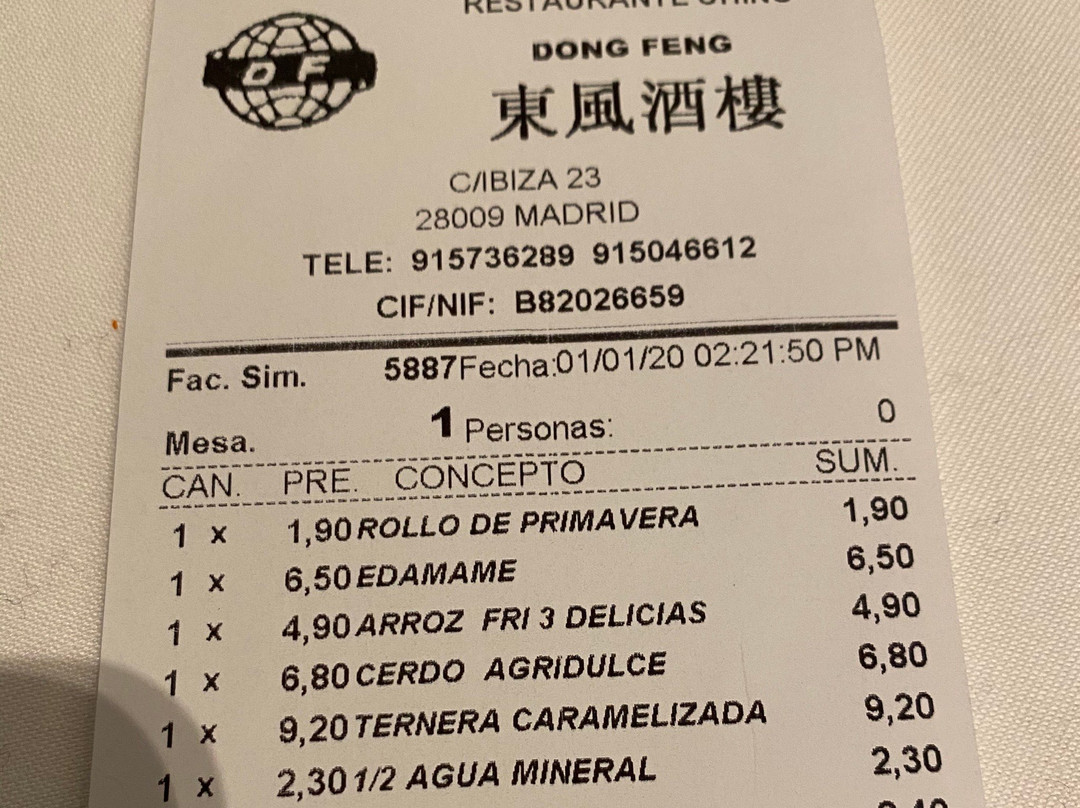 RESTAURANTE CHINO
DF
DONG FENG
東風酒樓
C/IBIZA 23
28009 MADRID
TELE: 915736289 915046612
CIF/NIF: B82026659
Fac. Sim. 5887 Fecha:01/01/20 02:21:50 PM
Mesa. 1 Personas: 0
CAN. PRE. CONCEPTO SUM.
1 x 1,90 ROLLO DE PRIMAVERA 1,90
1 x 6,50 EDAMAME 6,50
1 x 4,90 ARROZ FRI 3 DELICIAS 4,90
1 x 6,80 CERDO AGRIDULCE 6,80
1 x 9,20 TERNERA CARAMELIZADA 9,20
1 x 2,30 1/2 AGUA MINERAL 2,30